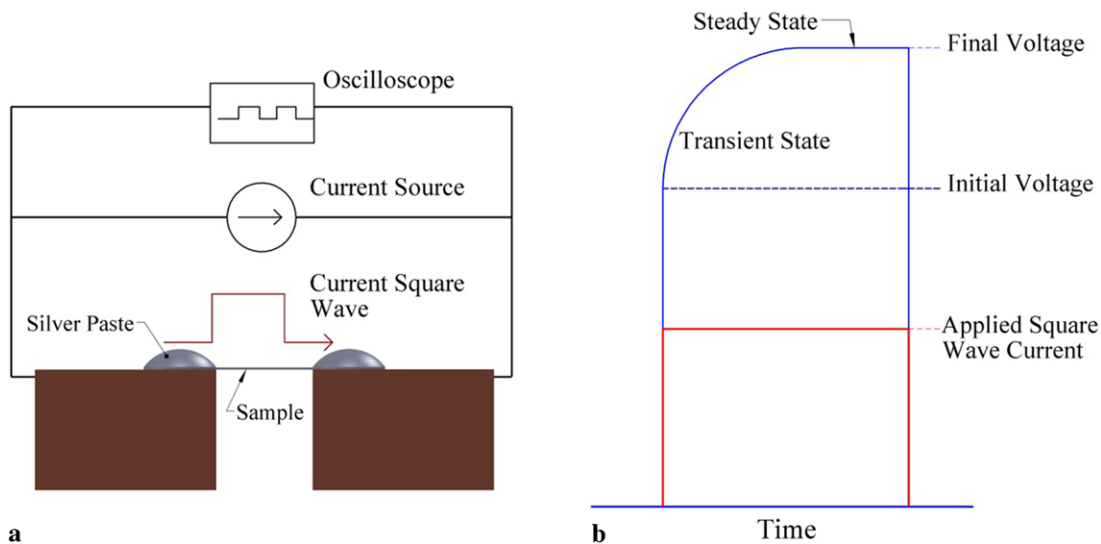 Oscilloscope
Current Source
Current Square
Wave
Silver Paste
Sample
a
Steady State
Final Voltage
Transient State
Initial Voltage
Applied Square
Wave Current
Time
b